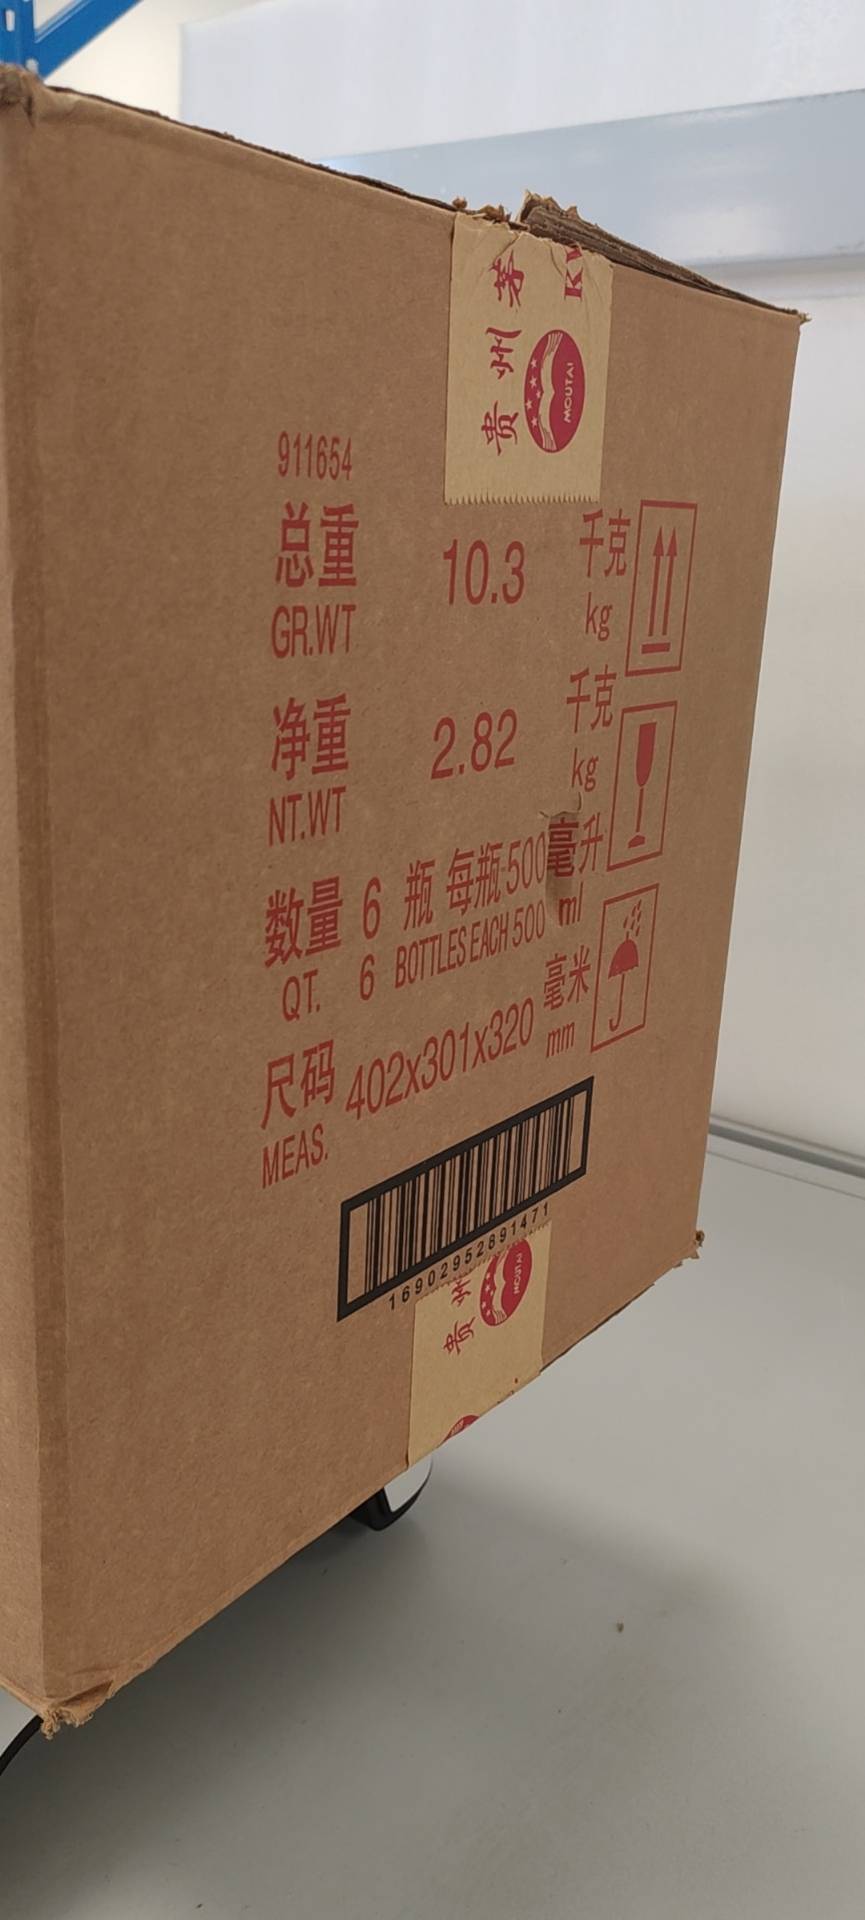 贵州茅
KW
MOUTAI
911654
总重 10.3 千克
GR.WT kg
净重 2.82 千克
NT.WT kg
数量 6 瓶 每瓶 500 毫升
QT. 6 BOTTLES EACH 500 ml
尺码 402x301x320 毫米
MEAS. mm
16902952891471
贵州
MOUTAI